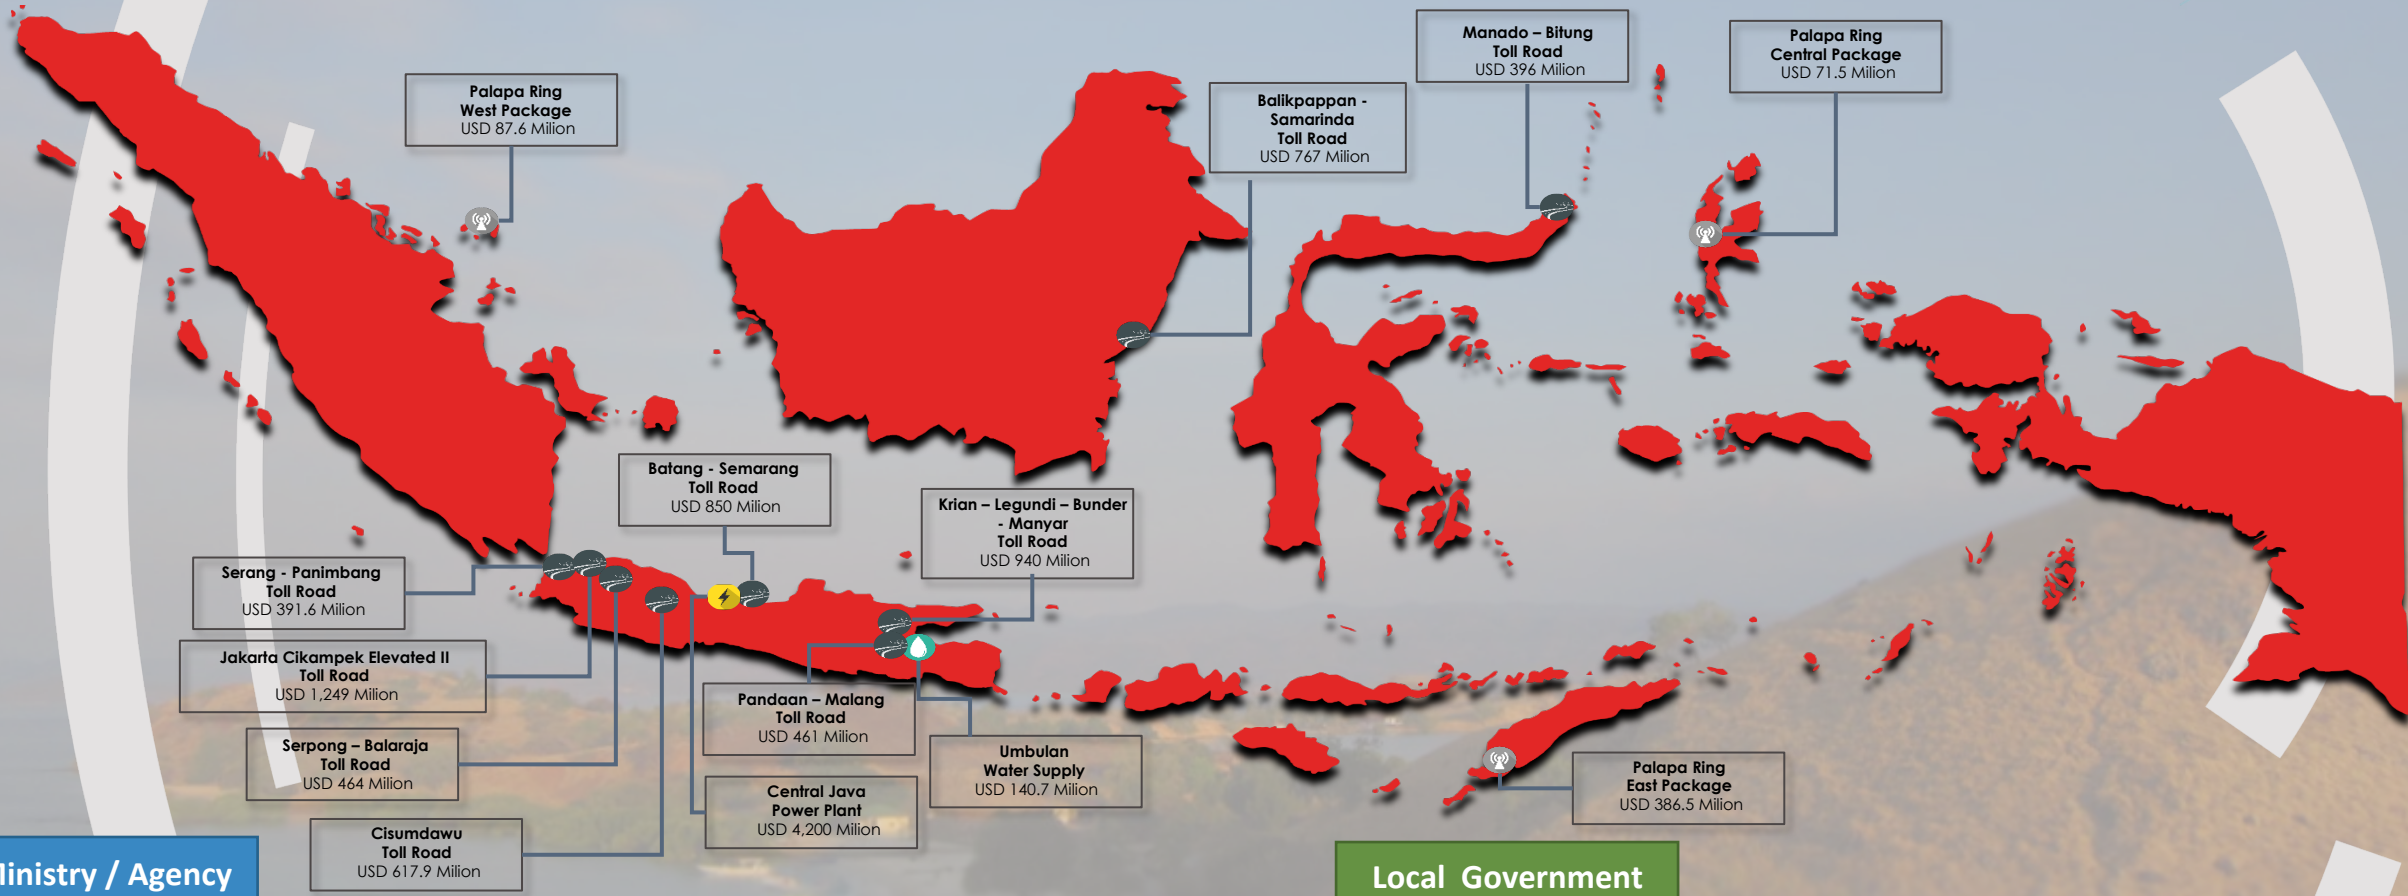 Manado – Bitung
Toll Road
USD 396 Milion
Palapa Ring
Central Package
USD 71.5 Milion
Palapa Ring
West Package
USD 87.6 Milion
Balikpappan -
Samarinda
Toll Road
USD 767 Milion
Batang - Semarang
Toll Road
USD 850 Milion
Krian – Legundi – Bunder
- Manyar
Toll Road
USD 940 Milion
Serang - Panimbang
Toll Road
USD 391.6 Milion
Jakarta Cikampek Elevated II
Toll Road
USD 1,249 Milion
Pandaan – Malang
Toll Road
USD 461 Milion
Serpong – Balaraja
Toll Road
USD 464 Milion
Umbulan
Water Supply
USD 140.7 Milion
Palapa Ring
East Package
USD 386.5 Milion
Central Java
Power Plant
USD 4,200 Milion
Cisumdawu
Toll Road
USD 617.9 Milion
Ministry / Agency
Local Government